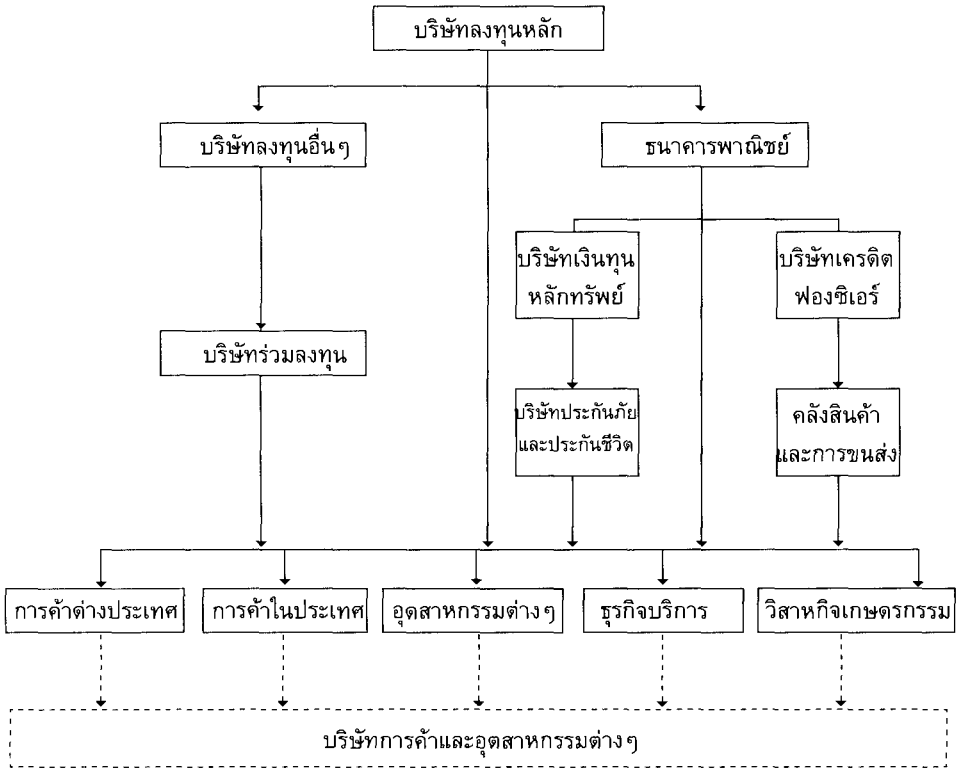 บริษัทลงทุนหลัก
บริษัทลงทุนอื่นๆ
ธนาคารพาณิชย์
บริษัทเงินทุน
หลักทรัพย์
บริษัทเครดิต
ฟองซิเอร์
บริษัทร่วมลงทุน
บริษัทประกันภัย
และประกันชีวิต
คลังสินค้า
และการขนส่ง
การค้าต่างประเทศ
การค้าในประเทศ
อุตสาหกรรมต่างๆ
ธุรกิจบริการ
วิสาหกิจเกษตรกรรม
บริษัทการค้าและอุตสาหกรรมต่างๆ